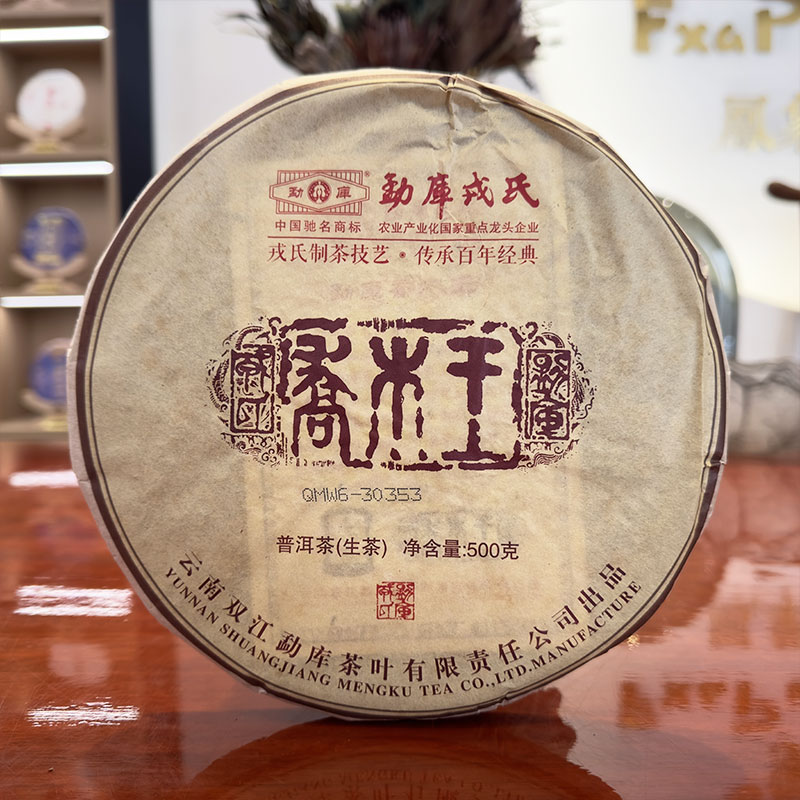 FxaP
勐库
勐庫戎氏
中国驰名商标 农业产业化国家重点龙头企业
戎氏制茶技艺·传承百年经典
喬木王
QMW6-30353
普洱茶(生茶) 净含量:500克
云南双江勐库茶叶有限责任公司出品
YUNNAN SHUANGJIANG MENGKU TEA CO.,LTD.MANUFACTURE